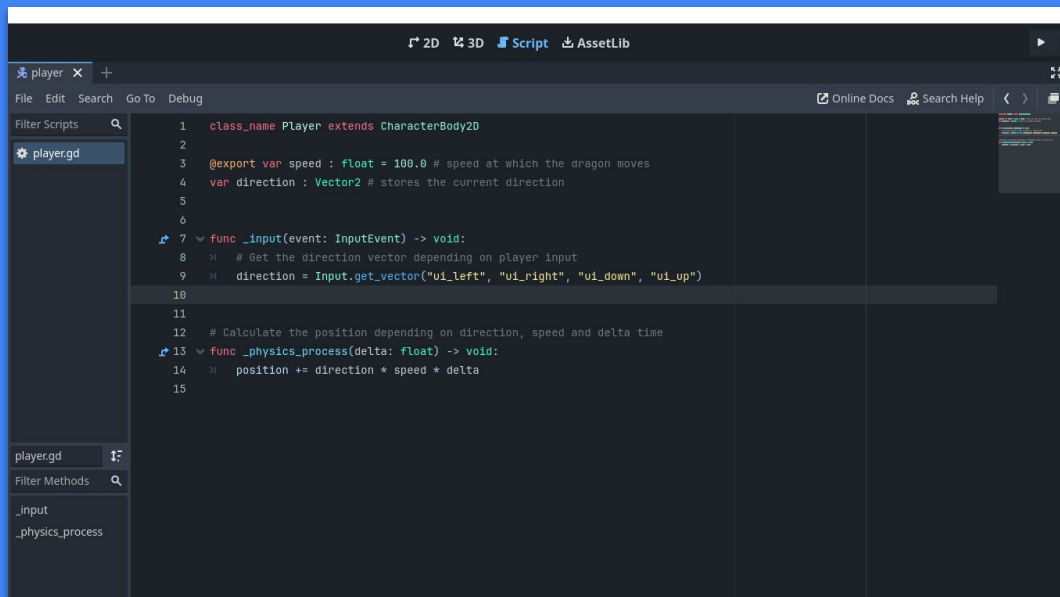 2D 3D Script AssetLib
player
File Edit Search Go To Debug
Online Docs Search Help
Filter Scripts
player.gd
1 class_name Player extends CharacterBody2D
2
3 @export var speed : float = 100.0 # speed at which the dragon moves
4 var direction : Vector2 # stores the current direction
5
6
7 func _input(event: InputEvent) -> void:
8 # Get the direction vector depending on player input
9 direction = Input.get_vector("ui_left", "ui_right", "ui_down", "ui_up")
10
11
12 # Calculate the position depending on direction, speed and delta time
13 func _physics_process(delta: float) -> void:
14 position += direction * speed * delta
15
player.gd
Filter Methods
_input
_physics_process